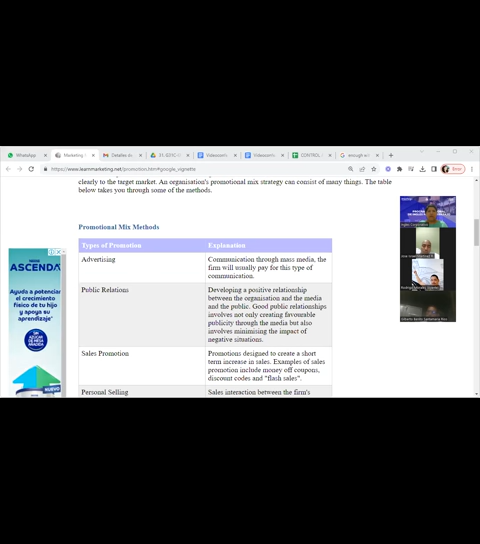 WhatsApp
Marketing
Detalles de
Videoconf
Videoconf
CONTROL
enough w
https://www.learnmarketing.net/promotion.htm#google_vignette
Error
clearly to the target market. An organisation's promotional mix strategy can consist of many things. The table
below takes you through some of the methods.
Promotional Mix Methods
Types of Promotion
Explanation
Advertising
Communication through mass media, the
firm will usually pay for this type of
communication.
Public Relations
Developing a positive relationship
between the organisation and the media
and the public. Good public relationships
involves not only creating favourable
publicity through the media but also
involves minimising the impact of
negative situations.
Sales Promotion
Promotions designed to create a short
term increase in sales. Examples of sales
promotion include money off coupons,
discount codes and "flash sales".
Personal Selling
Sales interaction between the firm's
ASCENDA
Ayuda a potenciar
el crecimiento
físico de tu hijo
y apoya su
aprendizaje*
NUEVO